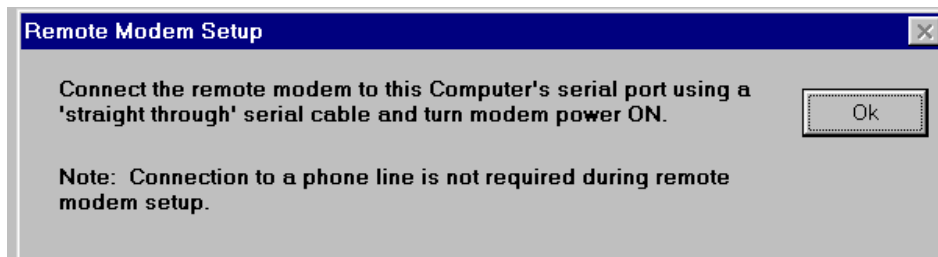 Remote Modem Setup
Connect the remote modem to this Computer's serial port using a
'straight through' serial cable and turn modem power ON.
Ok
Note:  Connection to a phone line is not required during remote
modem setup.